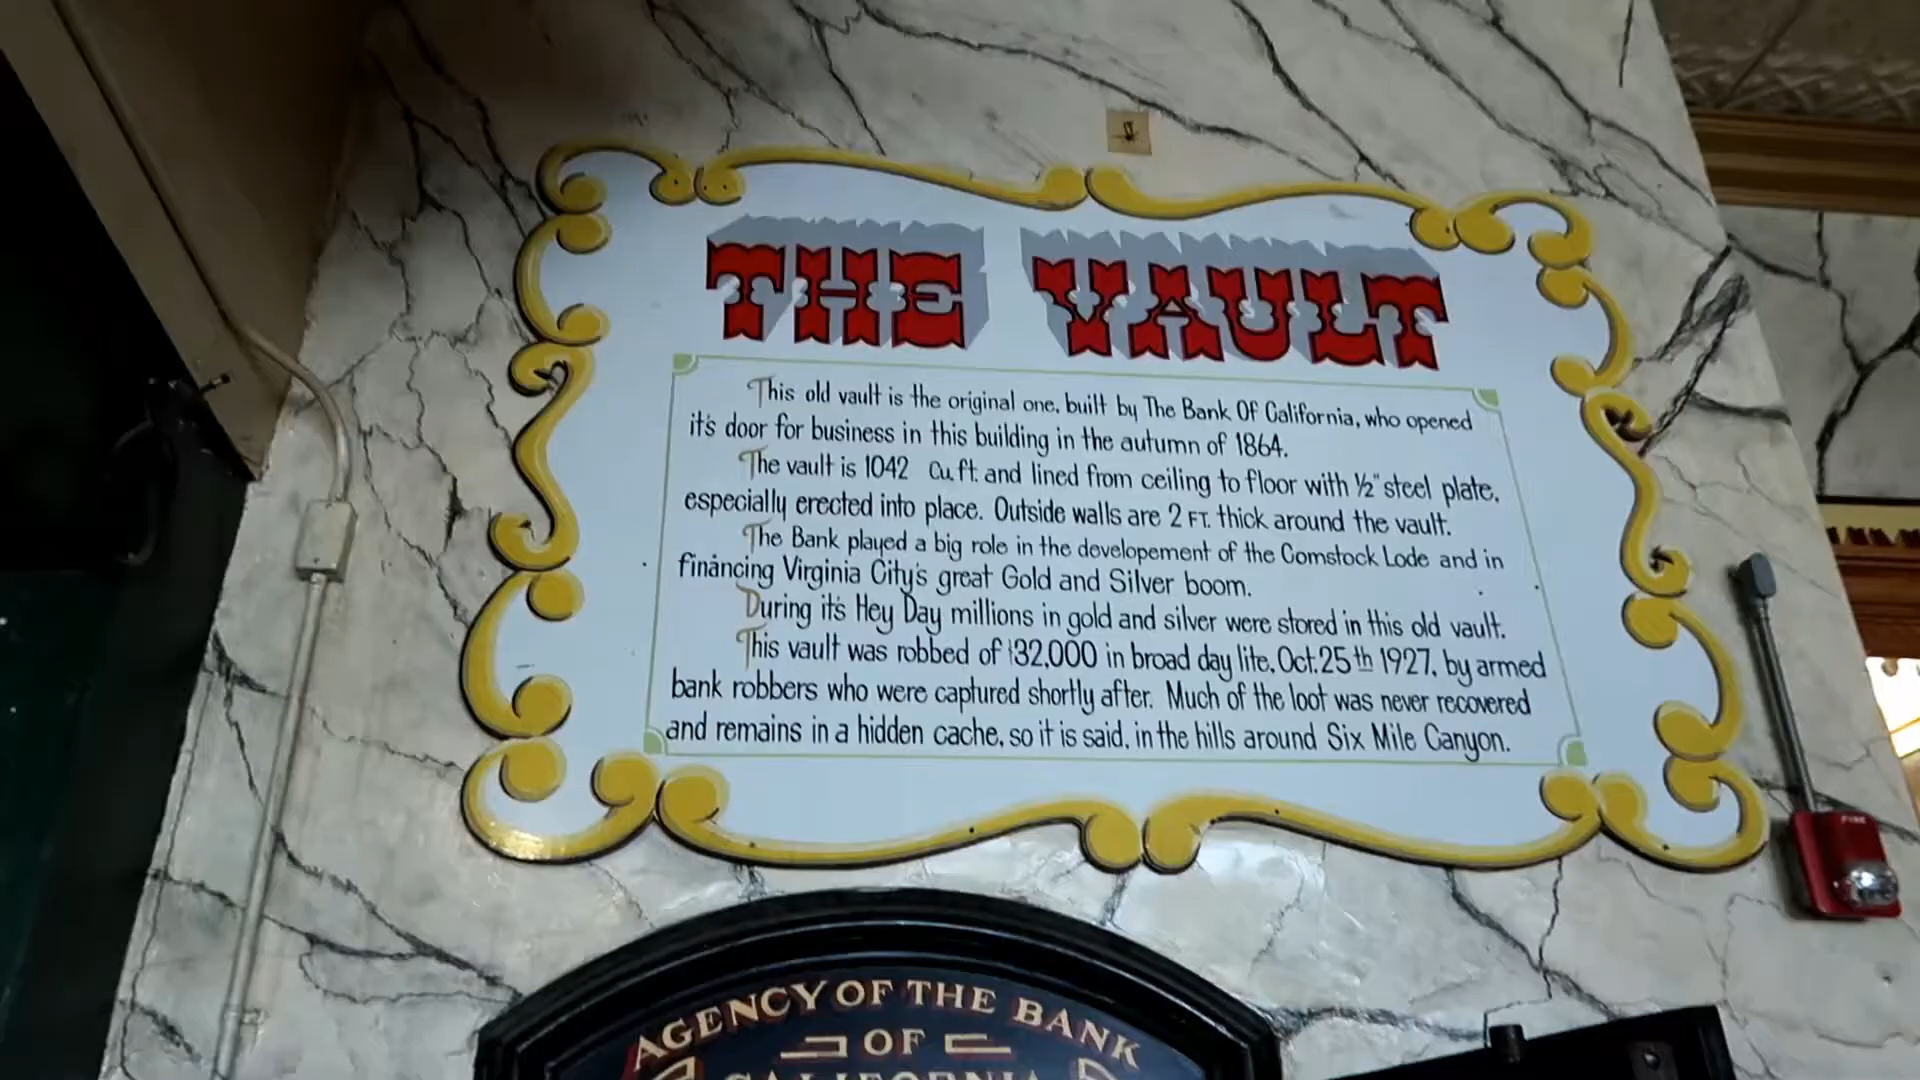 THE VAULT
This old vault is the original one, built by The Bank Of California, who opened
it's door for business in this building in the autumn of 1864.
The vault is 1042 Cu. ft. and lined from ceiling to floor with ½" steel plate,
especially erected into place. Outside walls are 2 FT. thick around the vault.
The Bank played a big role in the developement of the Comstock Lode and in
financing Virginia City's great Gold and Silver boom.
During it's Hey Day millions in gold and silver were stored in this old vault.
This vault was robbed of $32,000 in broad day lite, Oct. 25th 1927, by armed
bank robbers who were captured shortly after. Much of the loot was never recovered
and remains in a hidden cache, so it is said, in the hills around Six Mile Canyon.
FIRE
AGENCY OF THE BANK
OF
CALIFORNIA